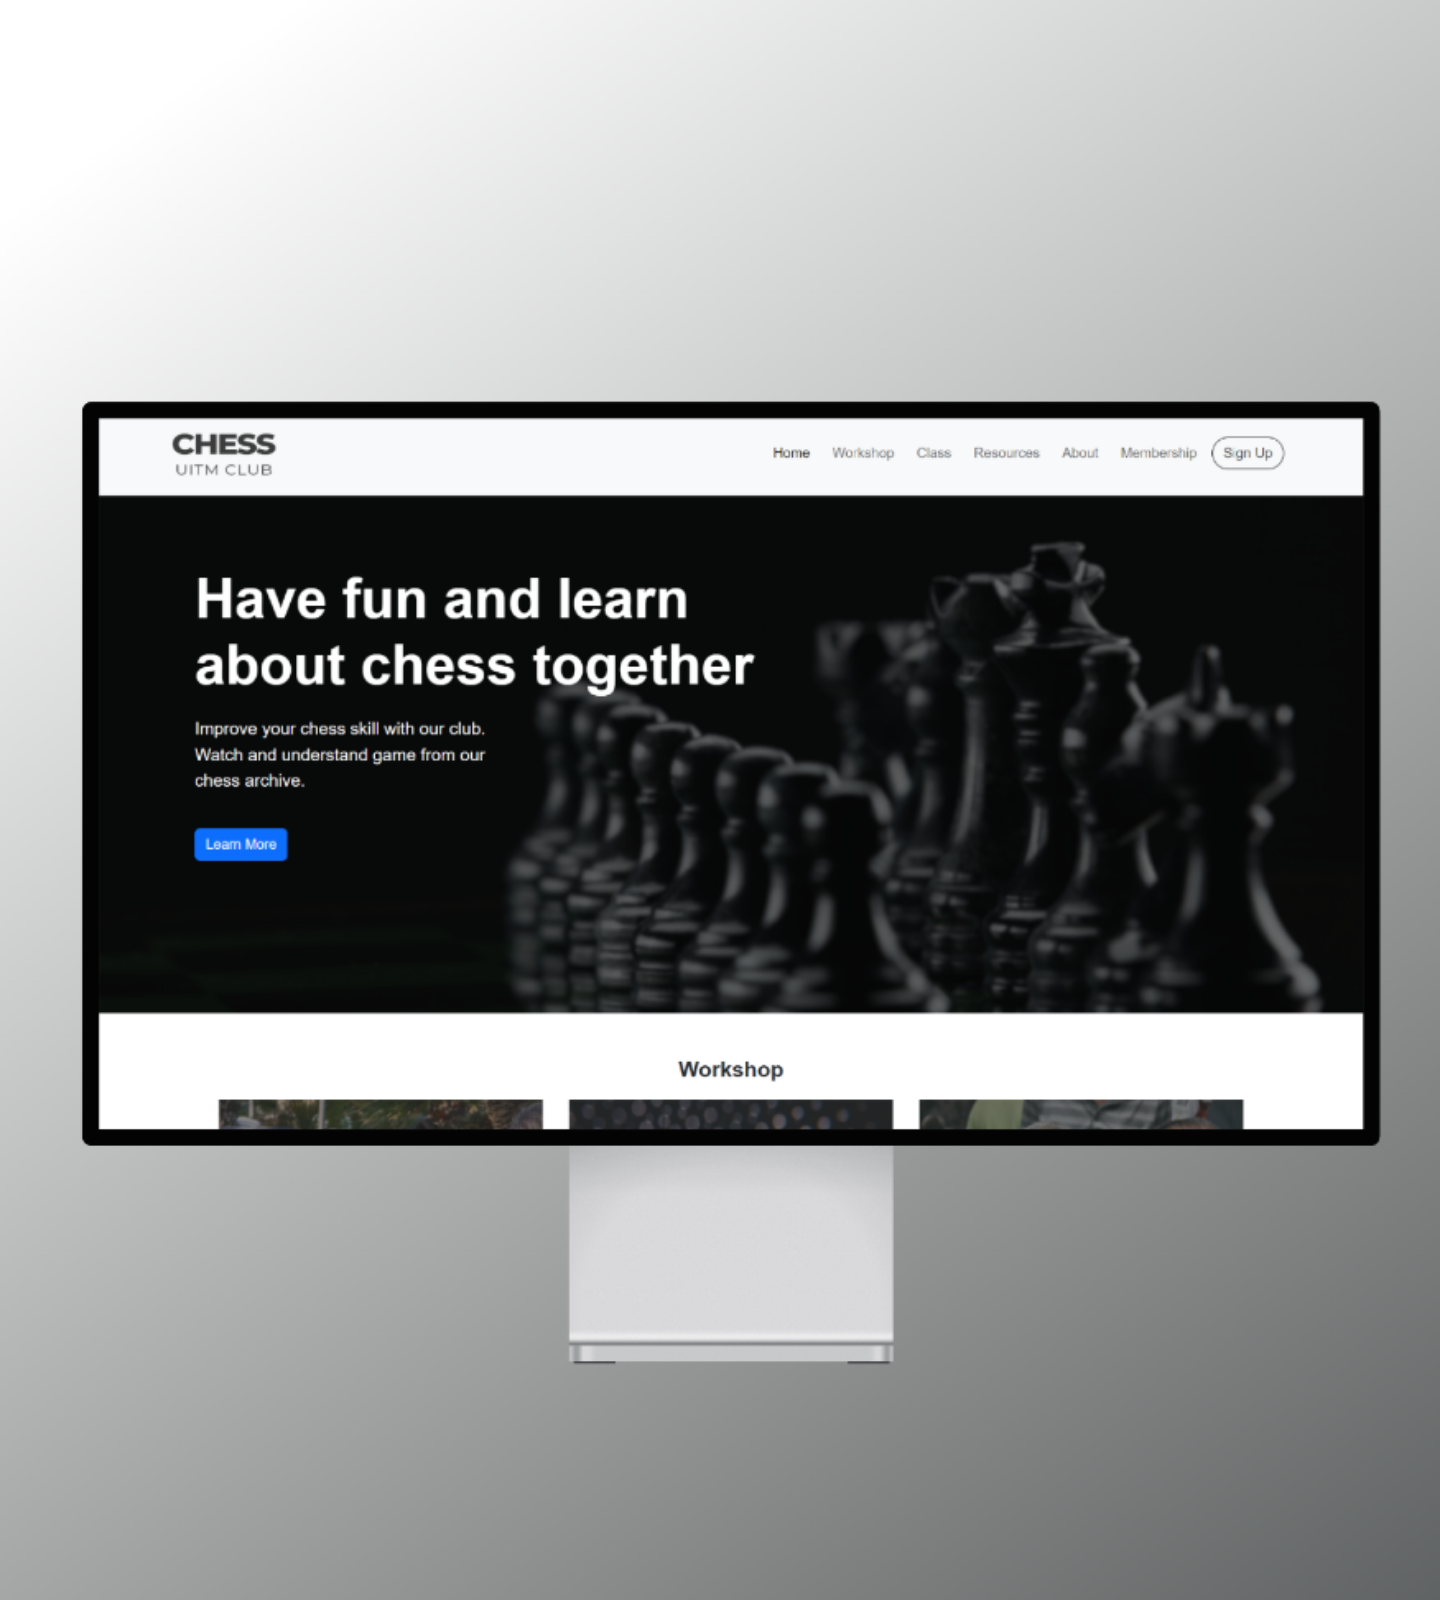 CHESS
UITM CLUB
Home Workshop Class Resources About Membership Sign Up
Have fun and learn
about chess together
Improve your chess skill with our club.
Watch and understand game from our
chess archive.
Learn More
Workshop